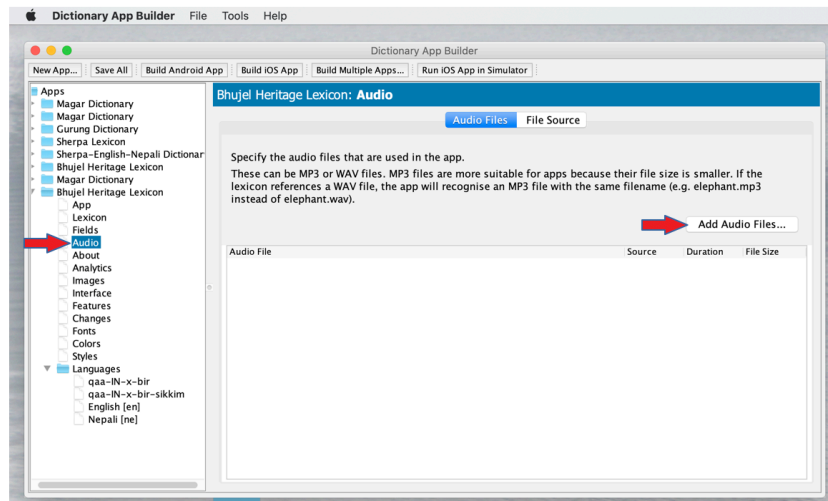 Dictionary App Builder File Tools Help
Dictionary App Builder
New App... Save All Build Android App Build iOS App Build Multiple Apps... Run iOS App in Simulator
Apps
Magar Dictionary
Magar Dictionary
Gurung Dictionary
Sherpa Lexicon
Sherpa-English-Nepali Dictionar
Bhujel Heritage Lexicon
Magar Dictionary
Bhujel Heritage Lexicon
App
Lexicon
Fields
Audio
About
Analytics
Images
Interface
Features
Changes
Fonts
Colors
Styles
Languages
qaa-IN-x-bir
qaa-IN-x-bir-sikkim
English [en]
Nepali [ne]
Bhujel Heritage Lexicon: Audio
Audio Files File Source
Specify the audio files that are used in the app.
These can be MP3 or WAV files. MP3 files are more suitable for apps because their file size is smaller. If the
lexicon references a WAV file, the app will recognise an MP3 file with the same filename (e.g. elephant.mp3
instead of elephant.wav).
Add Audio Files...
Audio File Source Duration File Size